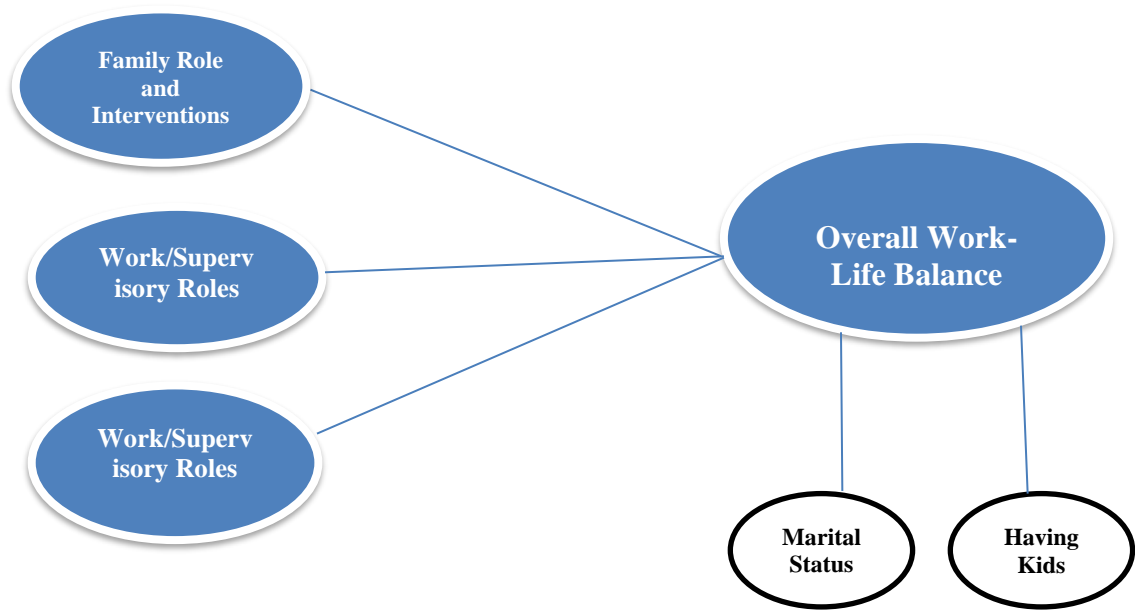 Family Role
and
Interventions
Work/Superv
isory Roles
Work/Superv
isory Roles
Overall Work-
Life Balance
Marital
Status
Having
Kids